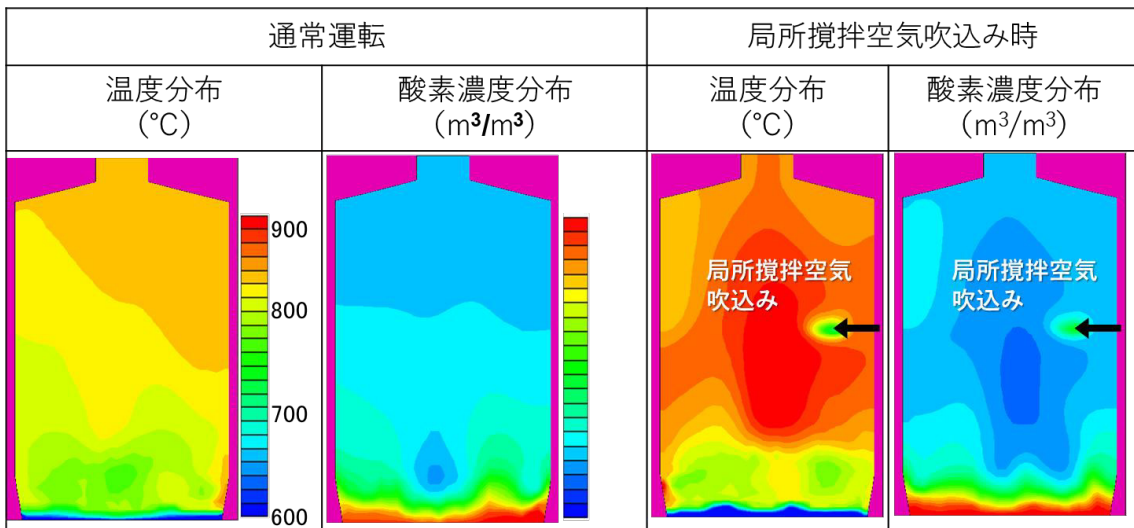 通常運転
局所撹拌空気吹込み時
温度分布
(℃)
酸素濃度分布
(m³/m³)
温度分布
(℃)
酸素濃度分布
(m³/m³)
900
800
700
600
局所撹拌空気
吹込み
局所撹拌空気
吹込み